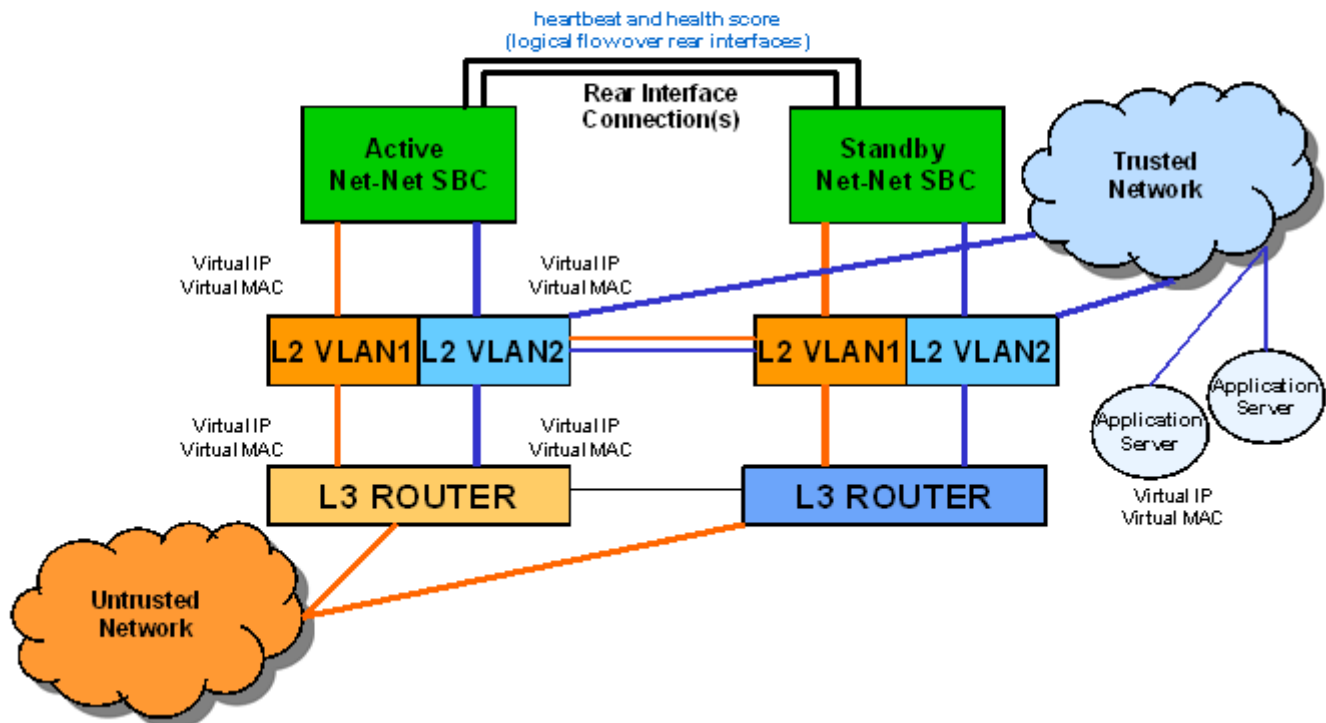 heartbeat and health score
(logical flowover rear interfaces)
Rear Interface
Connection(s)
Active
Net-Net SBC
Standby
Net-Net SBC
Trusted
Network
Virtual IP
Virtual MAC
Virtual IP
Virtual MAC
L2 VLAN1
L2 VLAN2
L2 VLAN1
L2 VLAN2
Application
Server
Application
Server
Virtual IP
Virtual MAC
Virtual IP
Virtual MAC
L3 ROUTER
L3 ROUTER
Virtual IP
Virtual MAC
Untrusted
Network